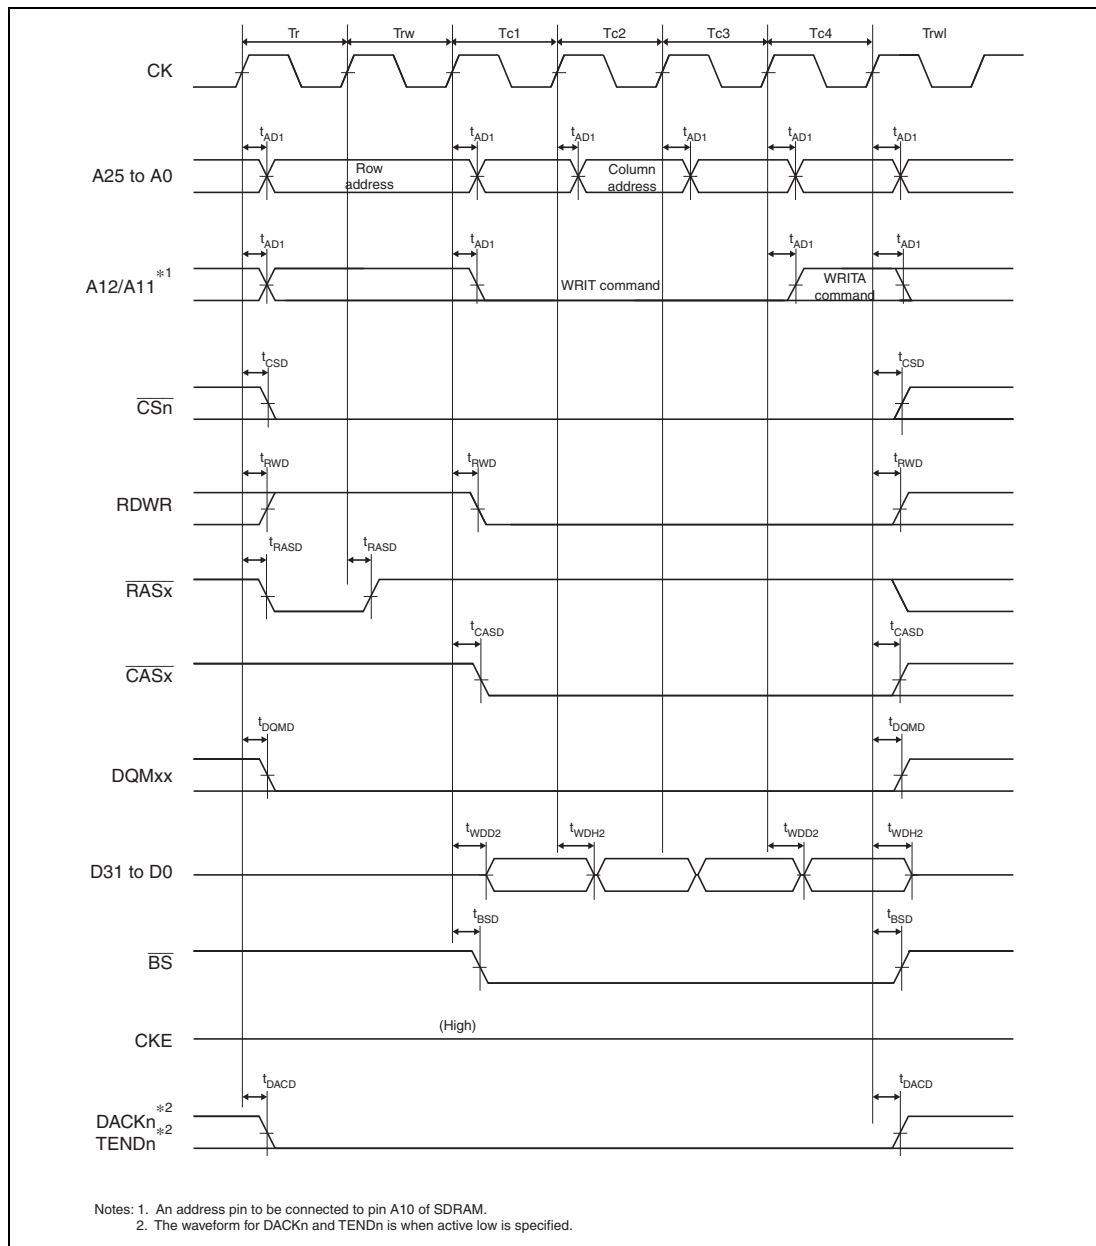 Tr Trw Tc1 Tc2 Tc3 Tc4 Trwl
CK
tAD1 tAD1 tAD1 tAD1 tAD1 tAD1
A25 to A0
Row address
Column address
tAD1 tAD1 tAD1 tAD1
A12/A11*1
WRIT command
WRITA command
tCSD tCSD
CSn
tRWD tRWD tRWD
RDWR
tRASD tRASD
RASx
tCASD tCASD
CASx
tDQMD tDQMD
DQMxx
tWDD2 tWDH2 tWDD2 tWDH2
D31 to D0
tBSD tBSD
BS
(High)
CKE
tDACD tDACD
DACKn*2
TENDn*2
Notes: 1. An address pin to be connected to pin A10 of SDRAM.
2. The waveform for DACKn and TENDn is when active low is specified.